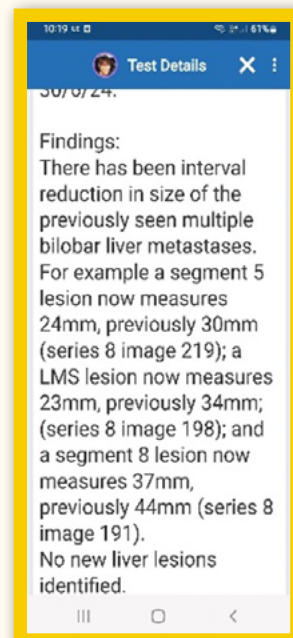 10:19
61%
Test Details
30/6/24.
Findings:
There has been interval
reduction in size of the
previously seen multiple
bilobar liver metastases.
For example a segment 5
lesion now measures
24mm, previously 30mm
(series 8 image 219); a
LMS lesion now measures
23mm, previously 34mm;
(series 8 image 198); and
a segment 8 lesion now
measures 37mm,
previously 44mm (series 8
image 191).
No new liver lesions
identified.